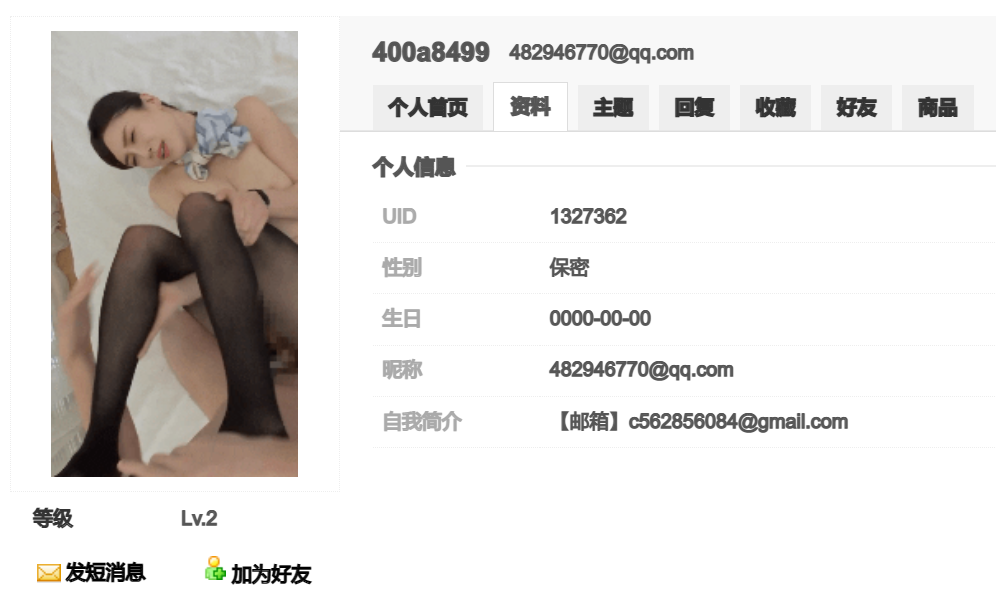 400a8499 482946770@qq.com
个人首页 资料 主题 回复 收藏 好友 商品
个人信息
UID 1327362
性别 保密
生日 0000-00-00
昵称 482946770@qq.com
自我简介 【邮箱】c562856084@gmail.com
等级 Lv.2
发短消息 加为好友